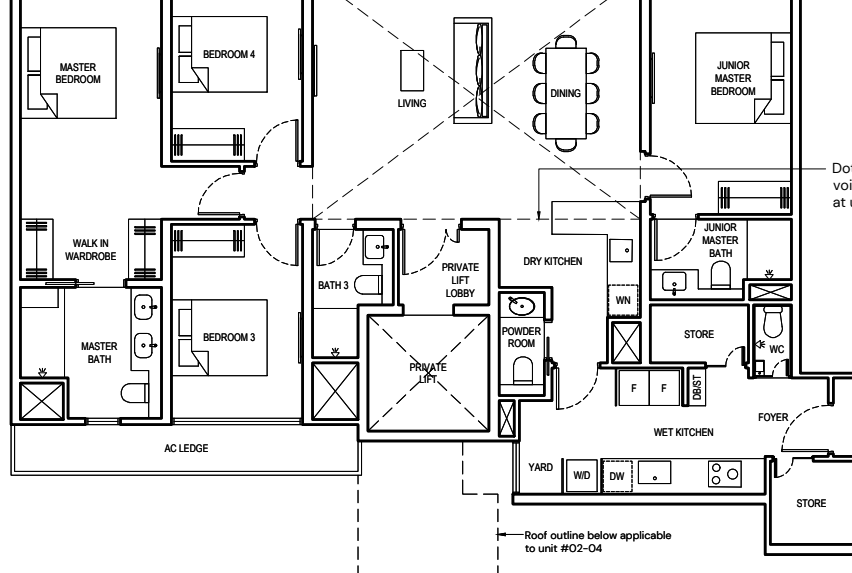 MASTER
BEDROOM
BEDROOM 4
LIVING
DINING
JUNIOR
MASTER
BEDROOM
Dot
voi
at u
WALK IN
WARDROBE
BATH 3
PRIVATE
LIFT
LOBBY
DRY KITCHEN
JUNIOR
MASTER
BATH
WN
MASTER
BATH
BEDROOM 3
PRIVATE
LIFT
POWDER
ROOM
STORE
WC
F
F
DB/ST
FOYER
WET KITCHEN
AC LEDGE
YARD
W/D
DW
STORE
Roof outline below applicable
to unit #02-04